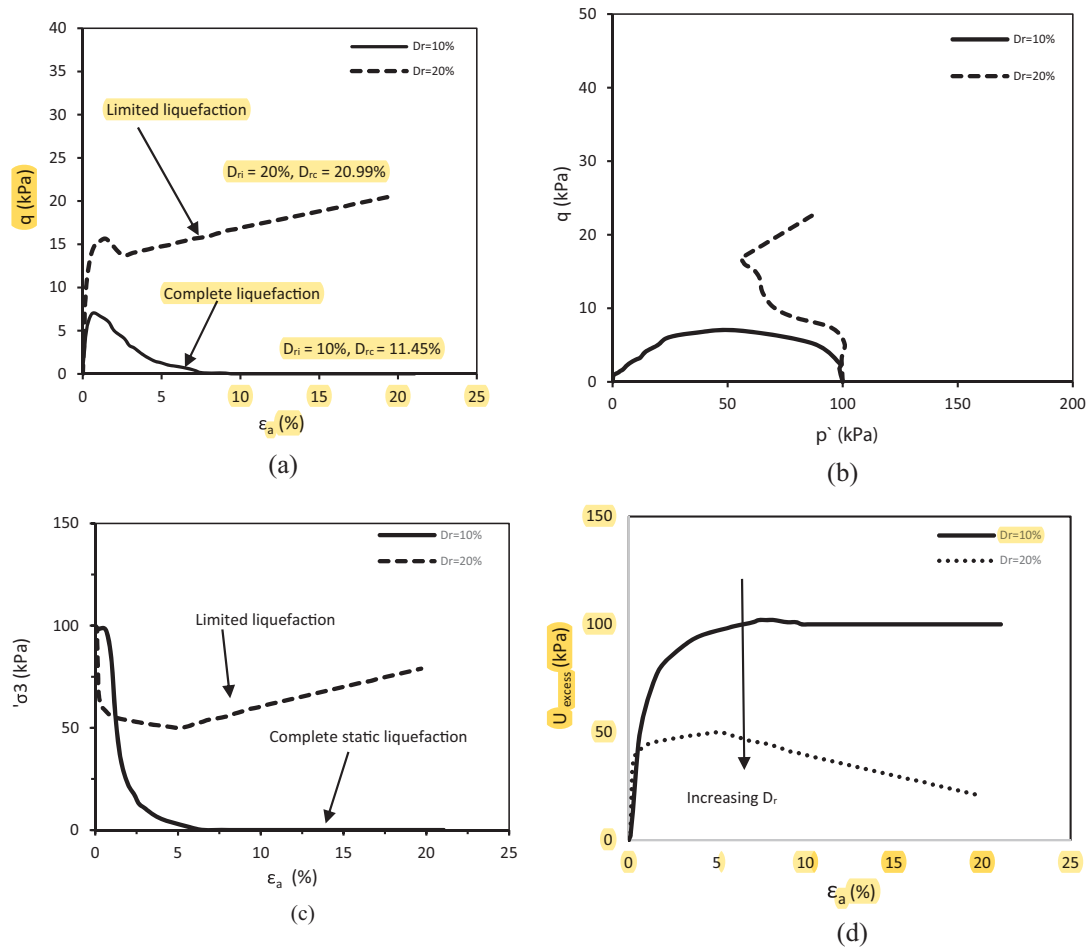 40
35
30
25
20
15
10
5
0
q (kPa)
Dr=10%
Dr=20%
Limited liquefaction
Dri = 20%, Drc = 20.99%
Complete liquefaction
Dri = 10%, Drc = 11.45%
0 5 10 15 20 25
εa (%)
(a)
50
40
30
20
10
0
q (kPa)
Dr=10%
Dr=20%
0 50 100 150 200
p` (kPa)
(b)
150
100
50
0
'σ3 (kPa)
Dr=10%
Dr=20%
Limited liquefaction
Complete static liquefaction
0 5 10 15 20 25
εa (%)
(c)
150
100
50
0
U excess (kPa)
Dr=10%
Dr=20%
Increasing Dr
0 5 10 15 20 25
εa (%)
(d)